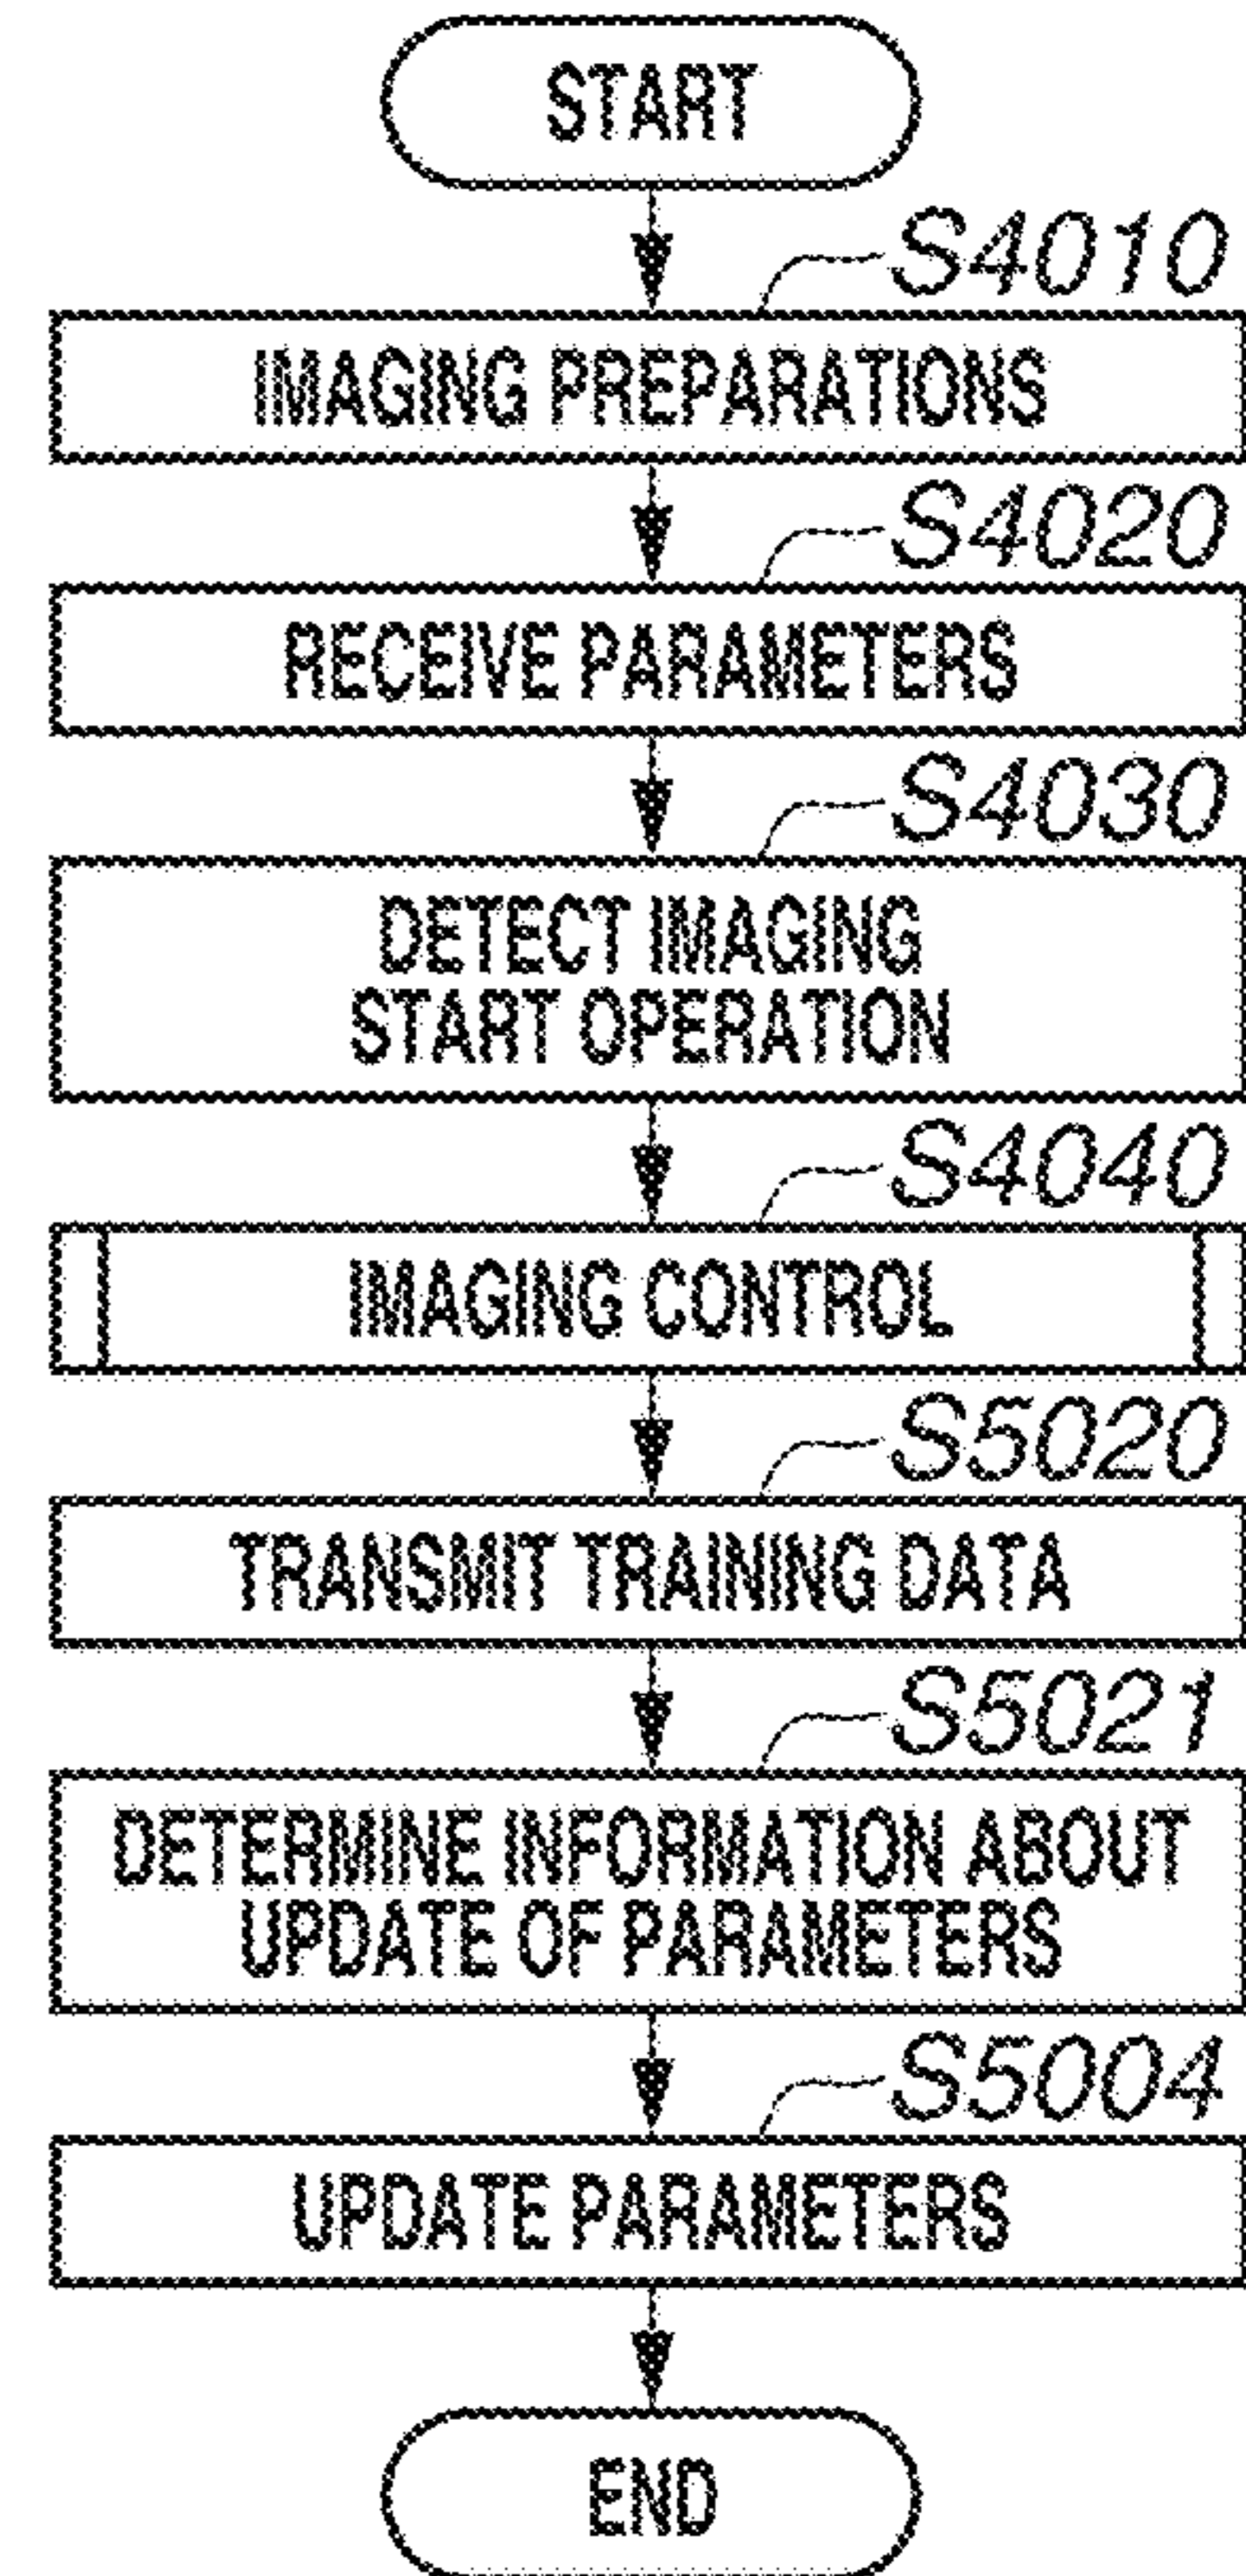 START
S4010
IMAGING PREPARATIONS
S4020
RECEIVE PARAMETERS
S4030
DETECT IMAGING
START OPERATION
S4040
IMAGING CONTROL
S5020
TRANSMIT TRAINING DATA
S5021
DETERMINE INFORMATION ABOUT
UPDATE OF PARAMETERS
S5004
UPDATE PARAMETERS
END